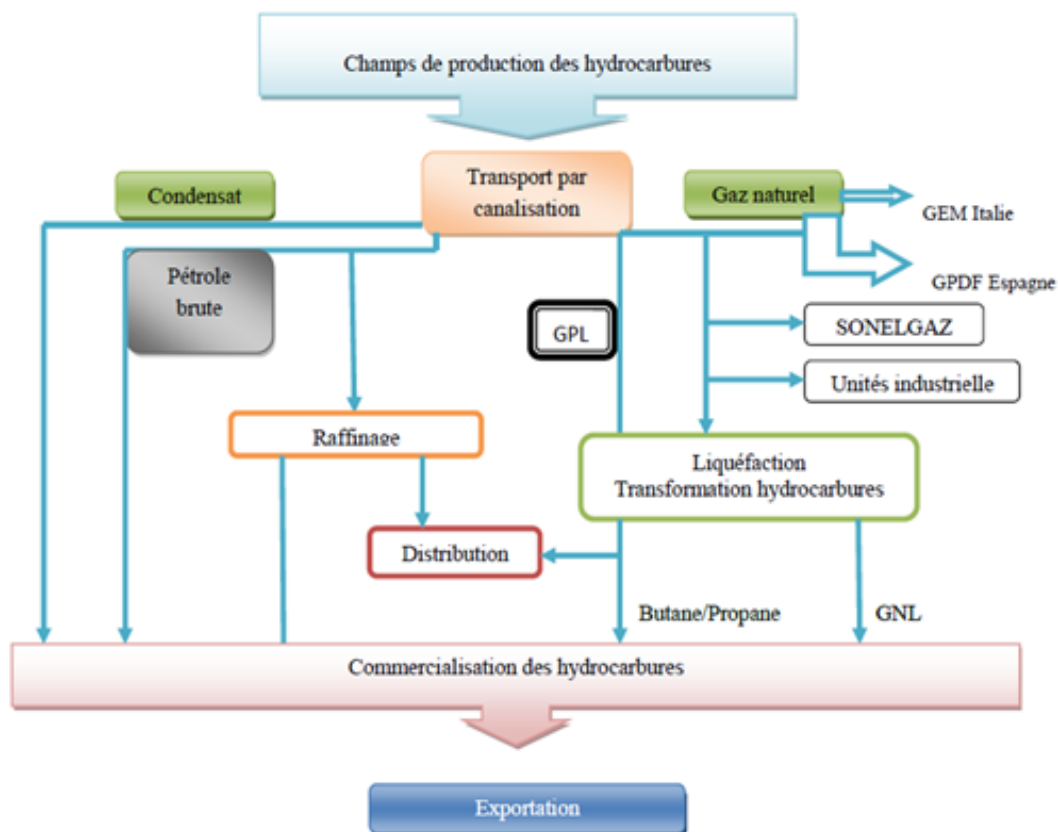 Champs de production des hydrocarbures
Transport par
canalisation
Condensat
Gaz naturel
GEM Italie
GPDF Espagne
Pétrole
brute
GPL
SONELGAZ
Unités industrielle
Raffinage
Liquéfaction
Transformation hydrocarbures
Distribution
Butane/Propane
GNL
Commercialisation des hydrocarbures
Exportation